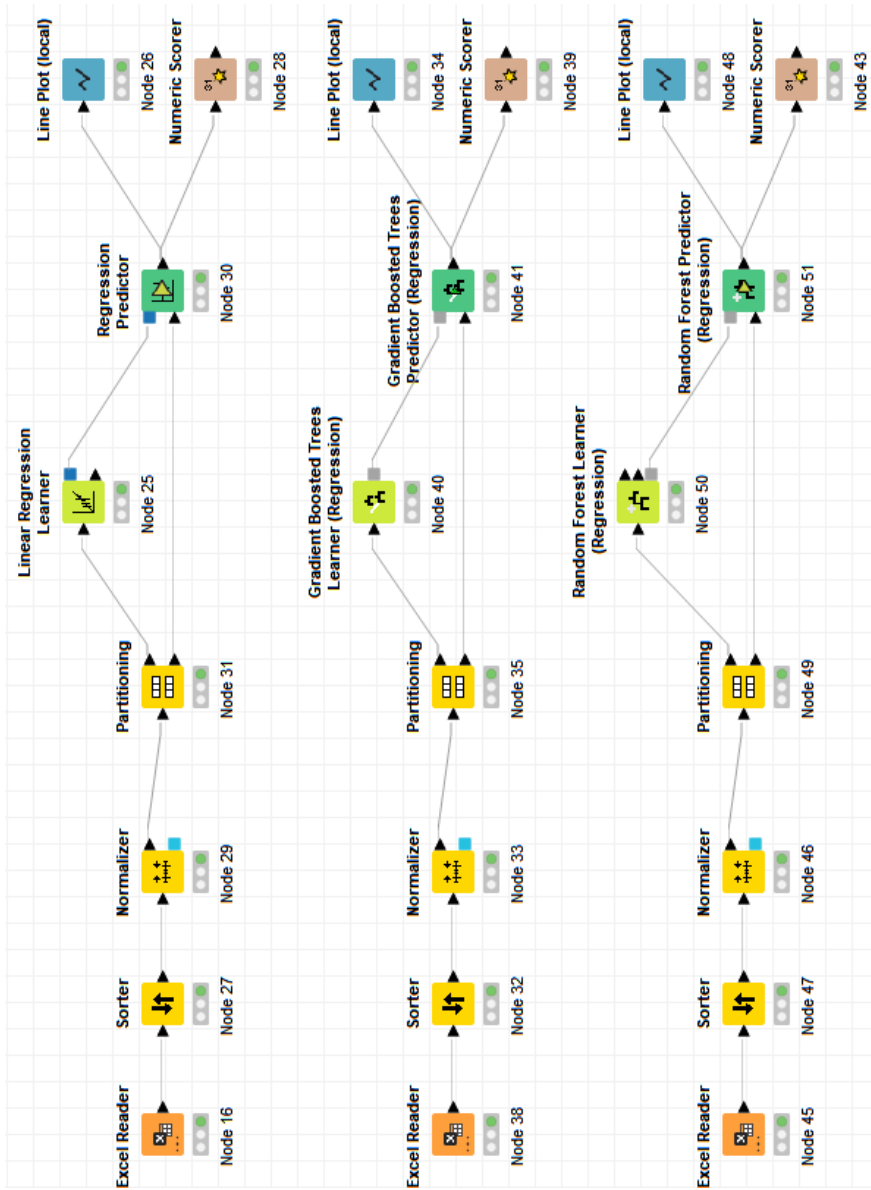 Excel Reader
Node 16
Sorter
Node 27
Normalizer
Node 29
Partitioning
Node 31
Linear Regression
Learner
Node 25
Regression
Predictor
Node 30
Line Plot (local)
Node 26
Numeric Scorer
Node 28
Excel Reader
Node 38
Sorter
Node 32
Normalizer
Node 33
Partitioning
Node 35
Gradient Boosted Trees
Learner (Regression)
Node 40
Gradient Boosted Trees
Predictor (Regression)
Node 41
Line Plot (local)
Node 34
Numeric Scorer
Node 39
Excel Reader
Node 45
Sorter
Node 47
Normalizer
Node 46
Partitioning
Node 49
Random Forest Learner
(Regression)
Node 50
Random Forest Predictor
(Regression)
Node 51
Line Plot (local)
Node 48
Numeric Scorer
Node 43